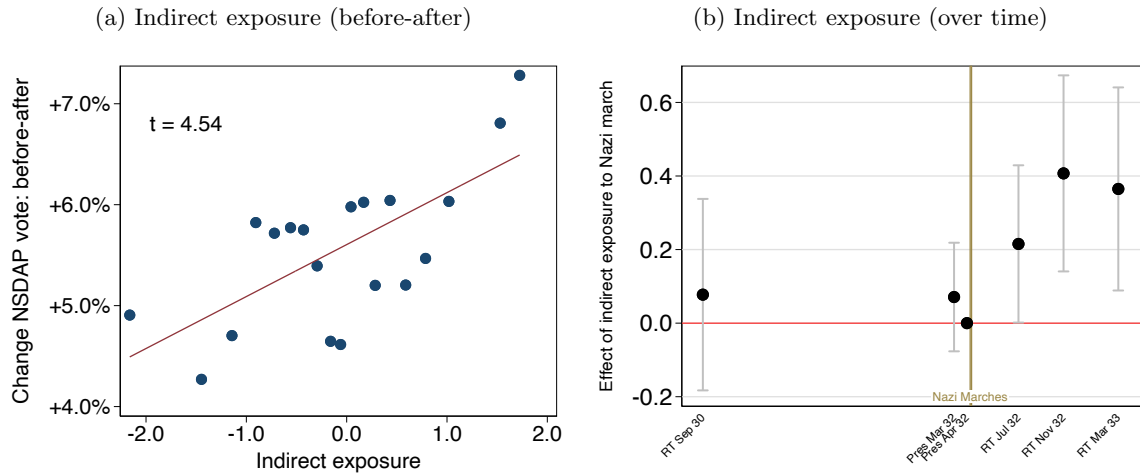 (a) Indirect exposure (before-after)
Change NSDAP vote: before-after
+7.0%
+6.0%
+5.0%
+4.0%
t = 4.54
-2.0 -1.0 0.0 1.0 2.0
Indirect exposure
(b) Indirect exposure (over time)
Effect of indirect exposure to Nazi march
0.6
0.4
0.2
0.0
-0.2
Nazi Marches
RT Sep 30
Pres Mar 32
Pres Apr 32
RT Jul 32
RT Nov 32
RT Mar 33